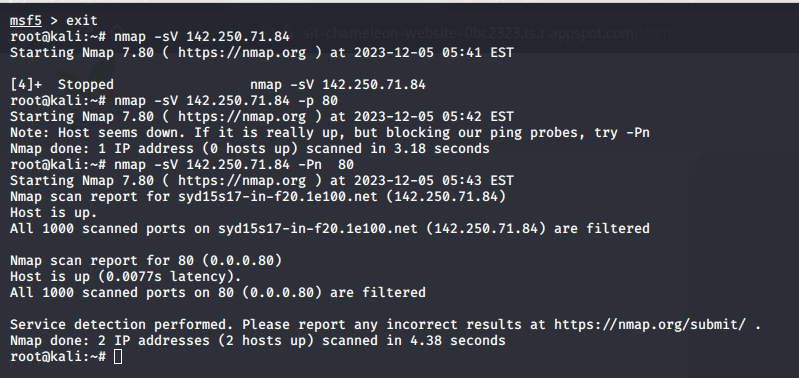 sit-chameleon-website-0bc2323.ts.r.appspot.com
msf5 > exit
root@kali:~# nmap -sV 142.250.71.84
Starting Nmap 7.80 ( https://nmap.org ) at 2023-12-05 05:41 EST
[4]+  Stopped                 nmap -sV 142.250.71.84
root@kali:~# nmap -sV 142.250.71.84 -p 80
Starting Nmap 7.80 ( https://nmap.org ) at 2023-12-05 05:42 EST
Note: Host seems down. If it is really up, but blocking our ping probes, try -Pn
Nmap done: 1 IP address (0 hosts up) scanned in 3.18 seconds
root@kali:~# nmap -sV 142.250.71.84 -Pn  80
Starting Nmap 7.80 ( https://nmap.org ) at 2023-12-05 05:43 EST
Nmap scan report for syd15s17-in-f20.1e100.net (142.250.71.84)
Host is up.
All 1000 scanned ports on syd15s17-in-f20.1e100.net (142.250.71.84) are filtered
Nmap scan report for 80 (0.0.0.80)
Host is up (0.0077s latency).
All 1000 scanned ports on 80 (0.0.0.80) are filtered
Service detection performed. Please report any incorrect results at https://nmap.org/submit/ .
Nmap done: 2 IP addresses (2 hosts up) scanned in 4.38 seconds
root@kali:~#